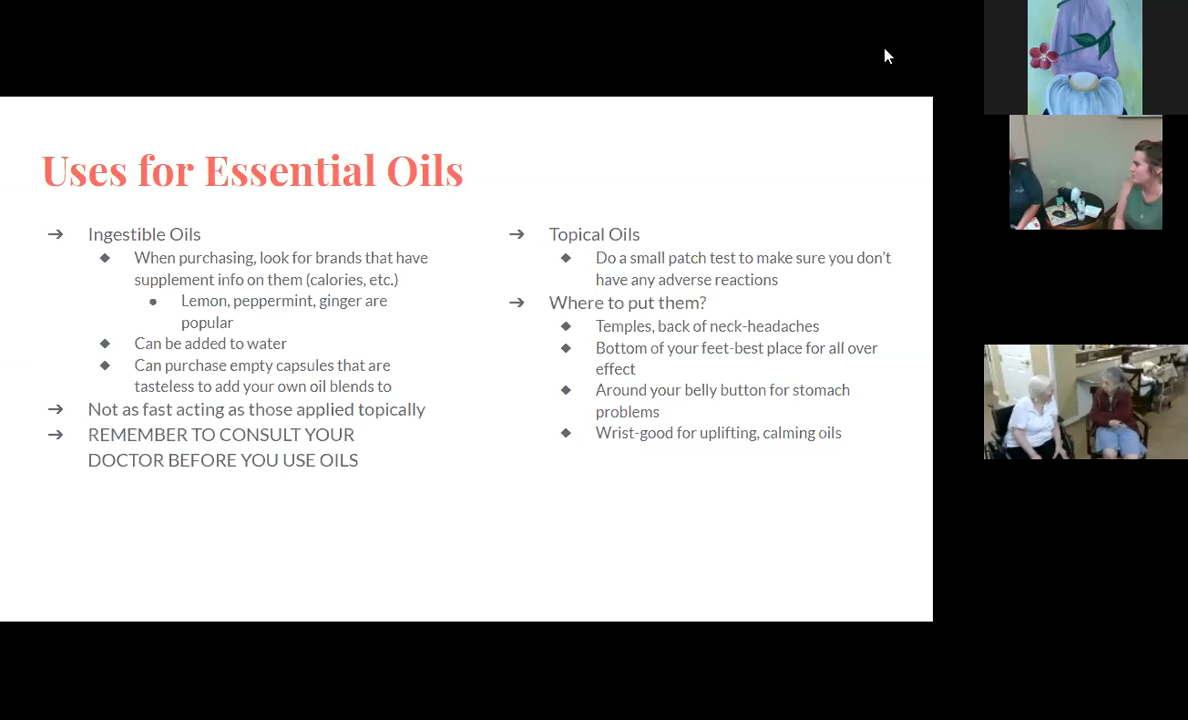 Uses for Essential Oils
➔ Ingestible Oils
◆ When purchasing, look for brands that have
supplement info on them (calories, etc.)
● Lemon, peppermint, ginger are
popular
◆ Can be added to water
◆ Can purchase empty capsules that are
tasteless to add your own oil blends to
➔ Not as fast acting as those applied topically
➔ REMEMBER TO CONSULT YOUR
DOCTOR BEFORE YOU USE OILS
➔ Topical Oils
◆ Do a small patch test to make sure you don't
have any adverse reactions
➔ Where to put them?
◆ Temples, back of neck-headaches
◆ Bottom of your feet-best place for all over
effect
◆ Around your belly button for stomach
problems
◆ Wrist-good for uplifting, calming oils